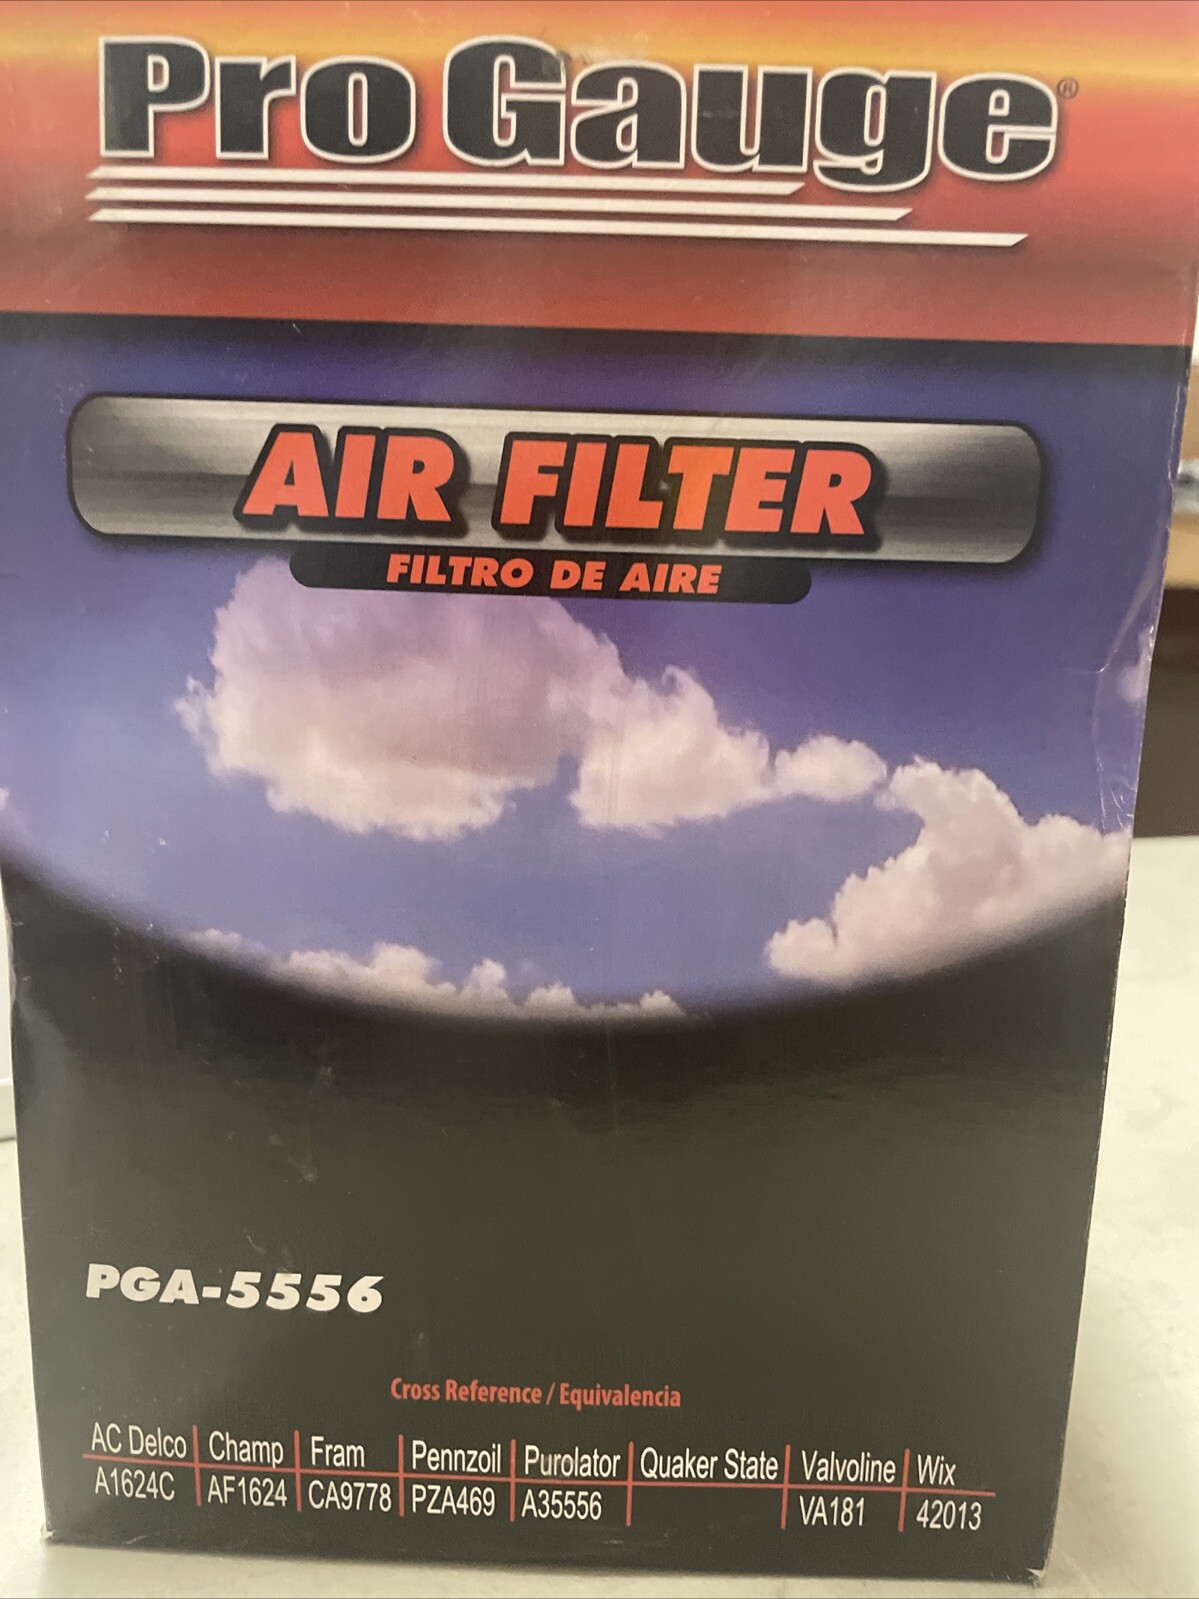 Pro Gauge®
AIR FILTER
FILTRO DE AIRE
PGA-5556
Cross Reference / Equivalencia
AC Delco Champ Fram Pennzoil Purolator Quaker State Valvoline Wix
A1624C AF1624 CA9778 PZA469 A35556 VA181 42013